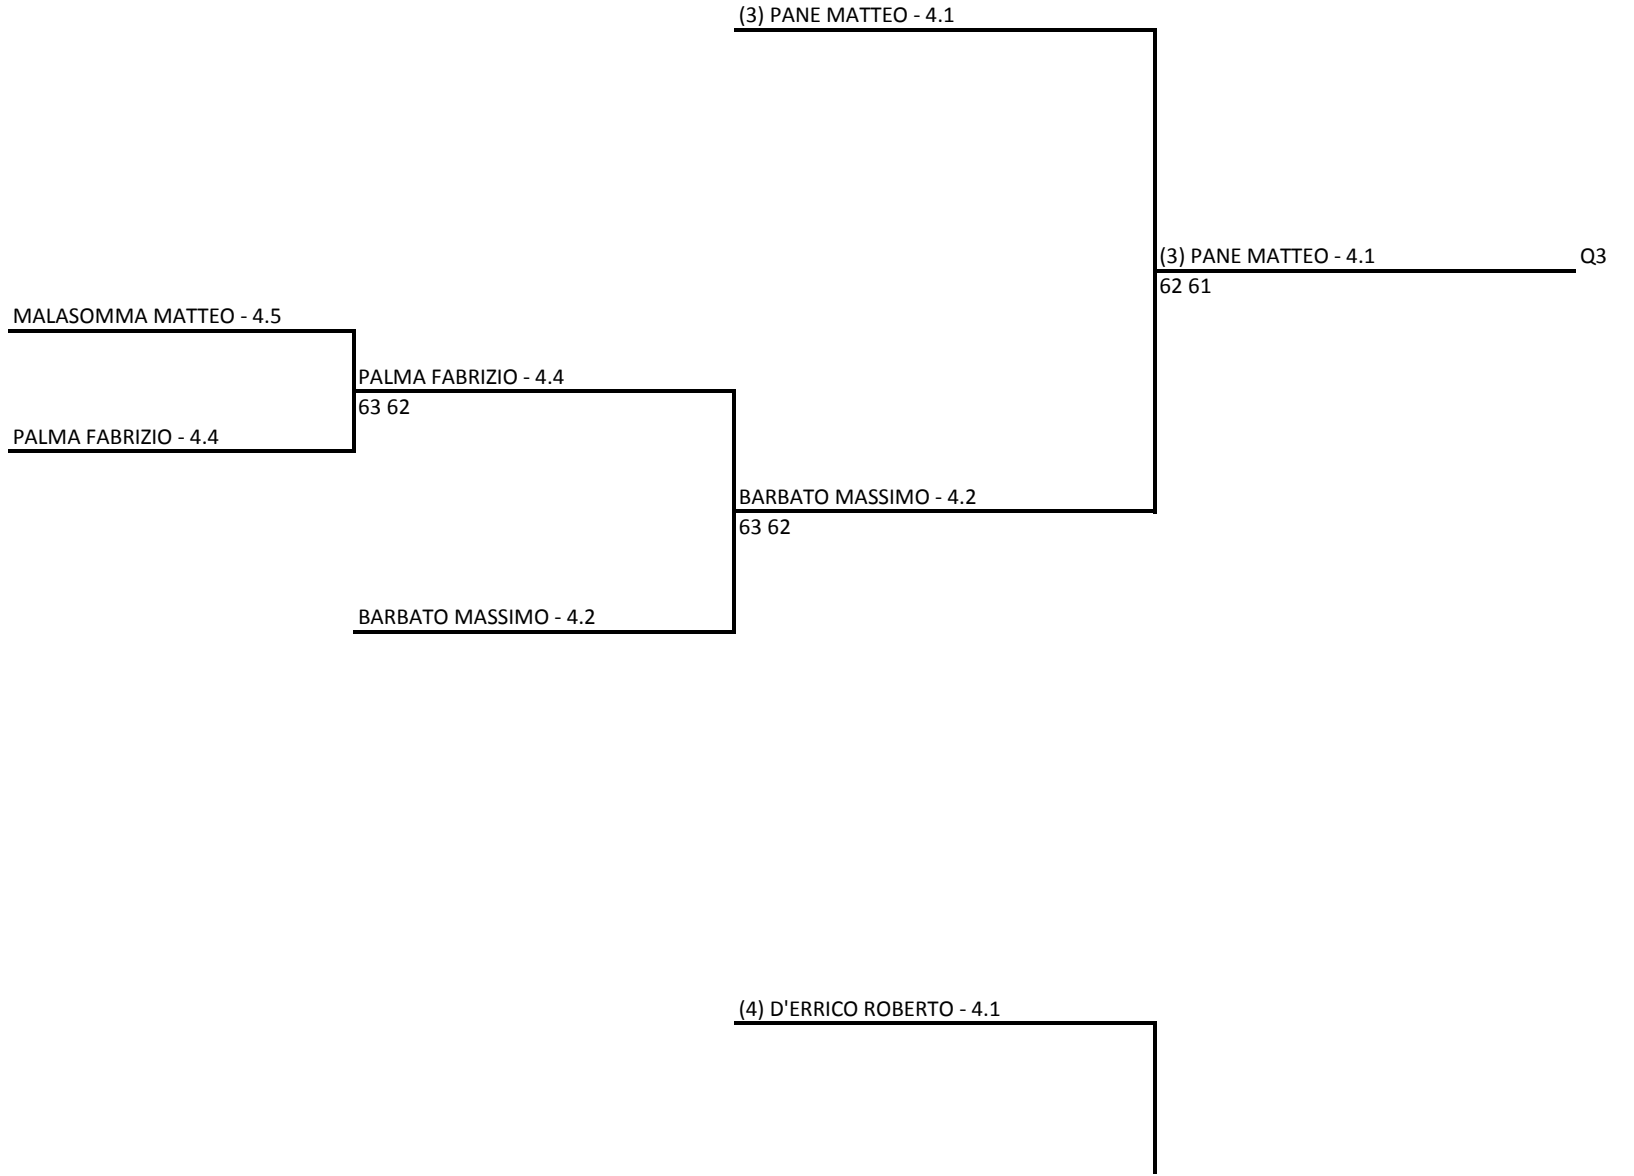 (3) PANE MATTEO - 4.1
(3) PANE MATTEO - 4.1
Q3
62 61
MALASOMMA MATTEO - 4.5
PALMA FABRIZIO - 4.4
63 62
PALMA FABRIZIO - 4.4
BARBATO MASSIMO - 4.2
63 62
BARBATO MASSIMO - 4.2
(4) D'ERRICO ROBERTO - 4.1